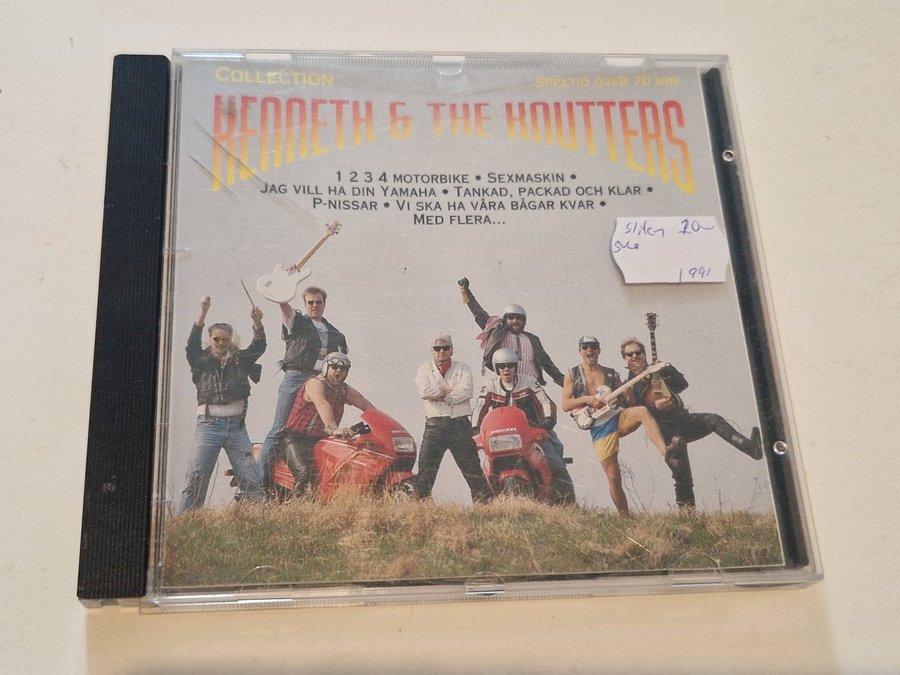 COLLECTION
SPELTID ÖVER 70 MIN.
KENNETH & THE KNUTTERS
1 2 3 4 MOTORBIKE • SEXMASKIN •
JAG VILL HA DIN YAMAHA • TANKAD, PACKAD OCH KLAR •
P-NISSAR • VI SKA HA VÅRA BÅGAR KVAR •
MED FLERA...
1991
DUCATI